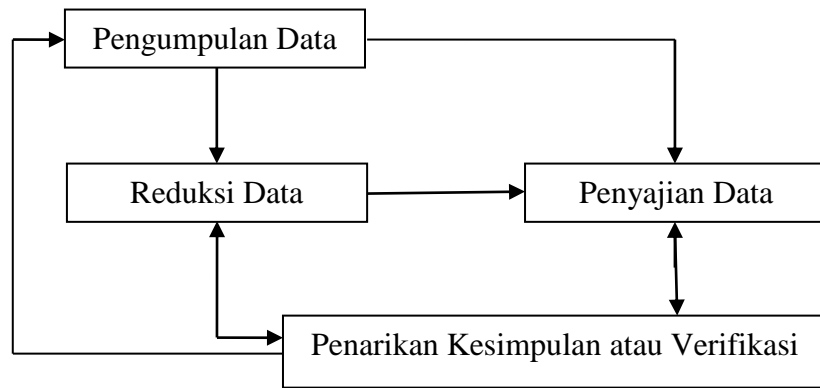 Pengumpulan Data
Reduksi Data
Penyajian Data
Penarikan Kesimpulan atau Verifikasi